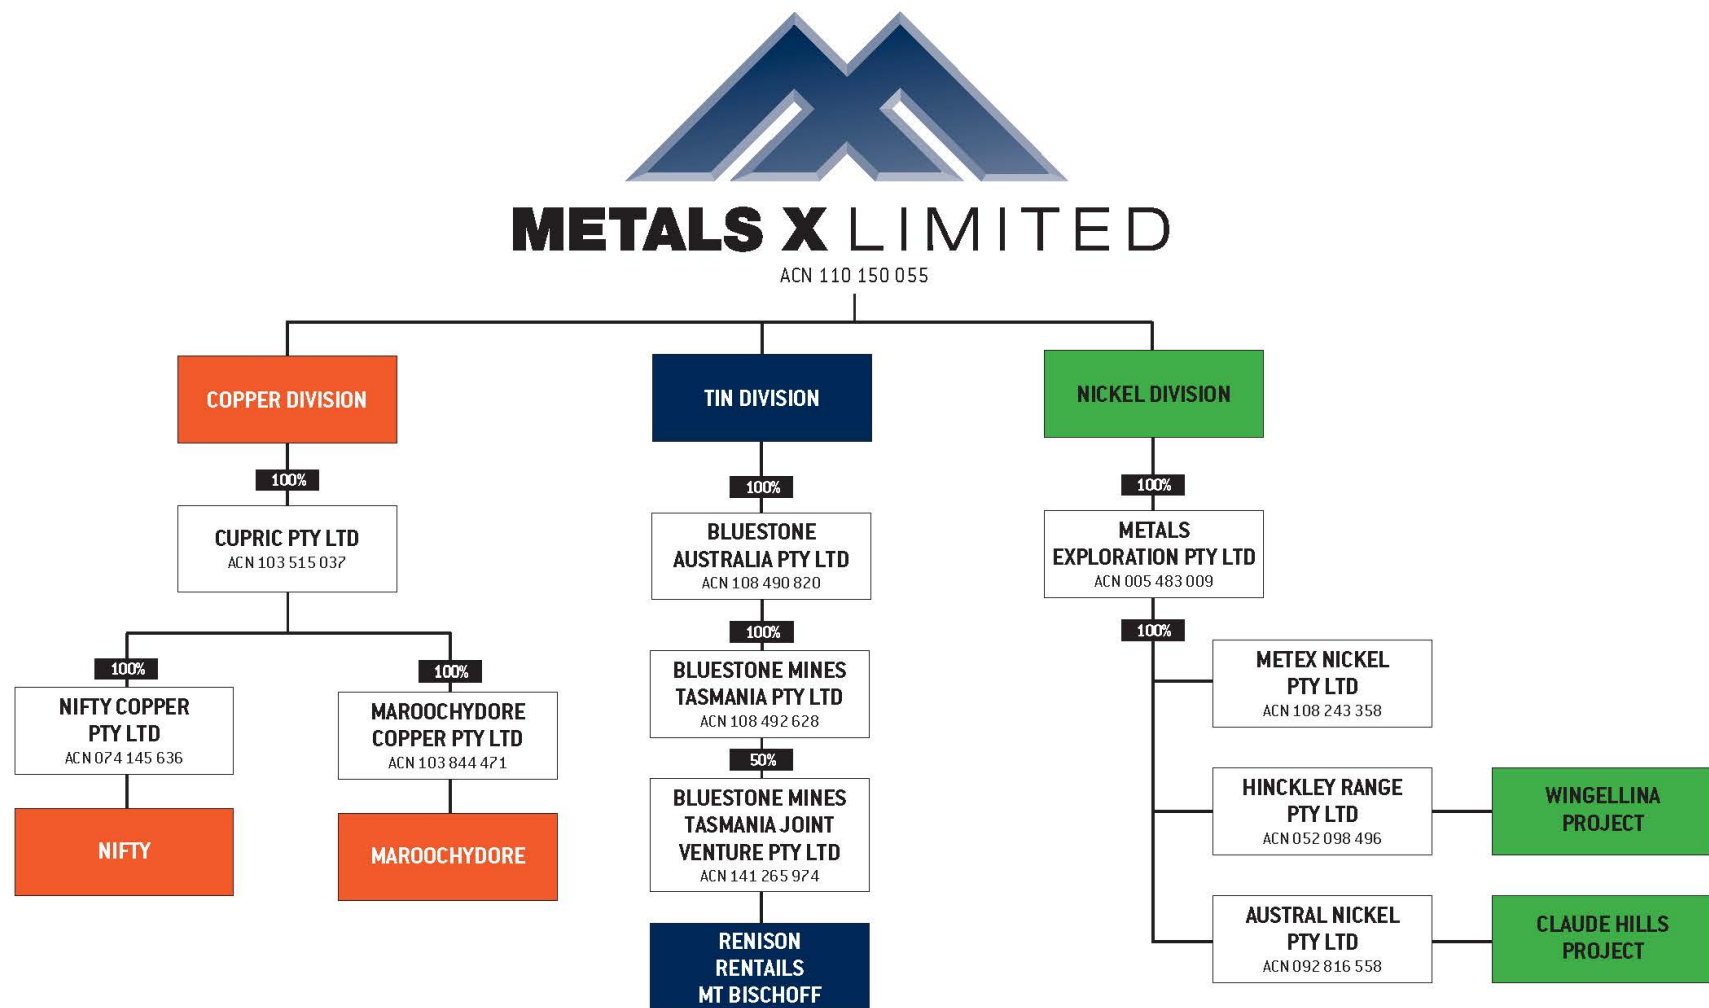 METALS X LIMITED
ACN 110 150 055
COPPER DIVISION
100%
CUPRIC PTY LTD
ACN 103 515 037
100%
NIFTY COPPER
PTY LTD
ACN 074 145 636
NIFTY
100%
MAROOCHYDORE
COPPER PTY LTD
ACN 103 844 471
MAROOCHYDORE
TIN DIVISION
100%
BLUESTONE
AUSTRALIA PTY LTD
ACN 108 490 820
100%
BLUESTONE MINES
TASMANIA PTY LTD
ACN 108 492 628
50%
BLUESTONE MINES
TASMANIA JOINT
VENTURE PTY LTD
ACN 141 265 974
RENISON
RENTAILS
MT BISCHOFF
NICKEL DIVISION
100%
METALS
EXPLORATION PTY LTD
ACN 005 483 009
100%
METEX NICKEL
PTY LTD
ACN 108 243 358
HINCKLEY RANGE
PTY LTD
ACN 052 098 496
WINGELLINA
PROJECT
AUSTRAL NICKEL
PTY LTD
ACN 092 816 558
CLAUDE HILLS
PROJECT